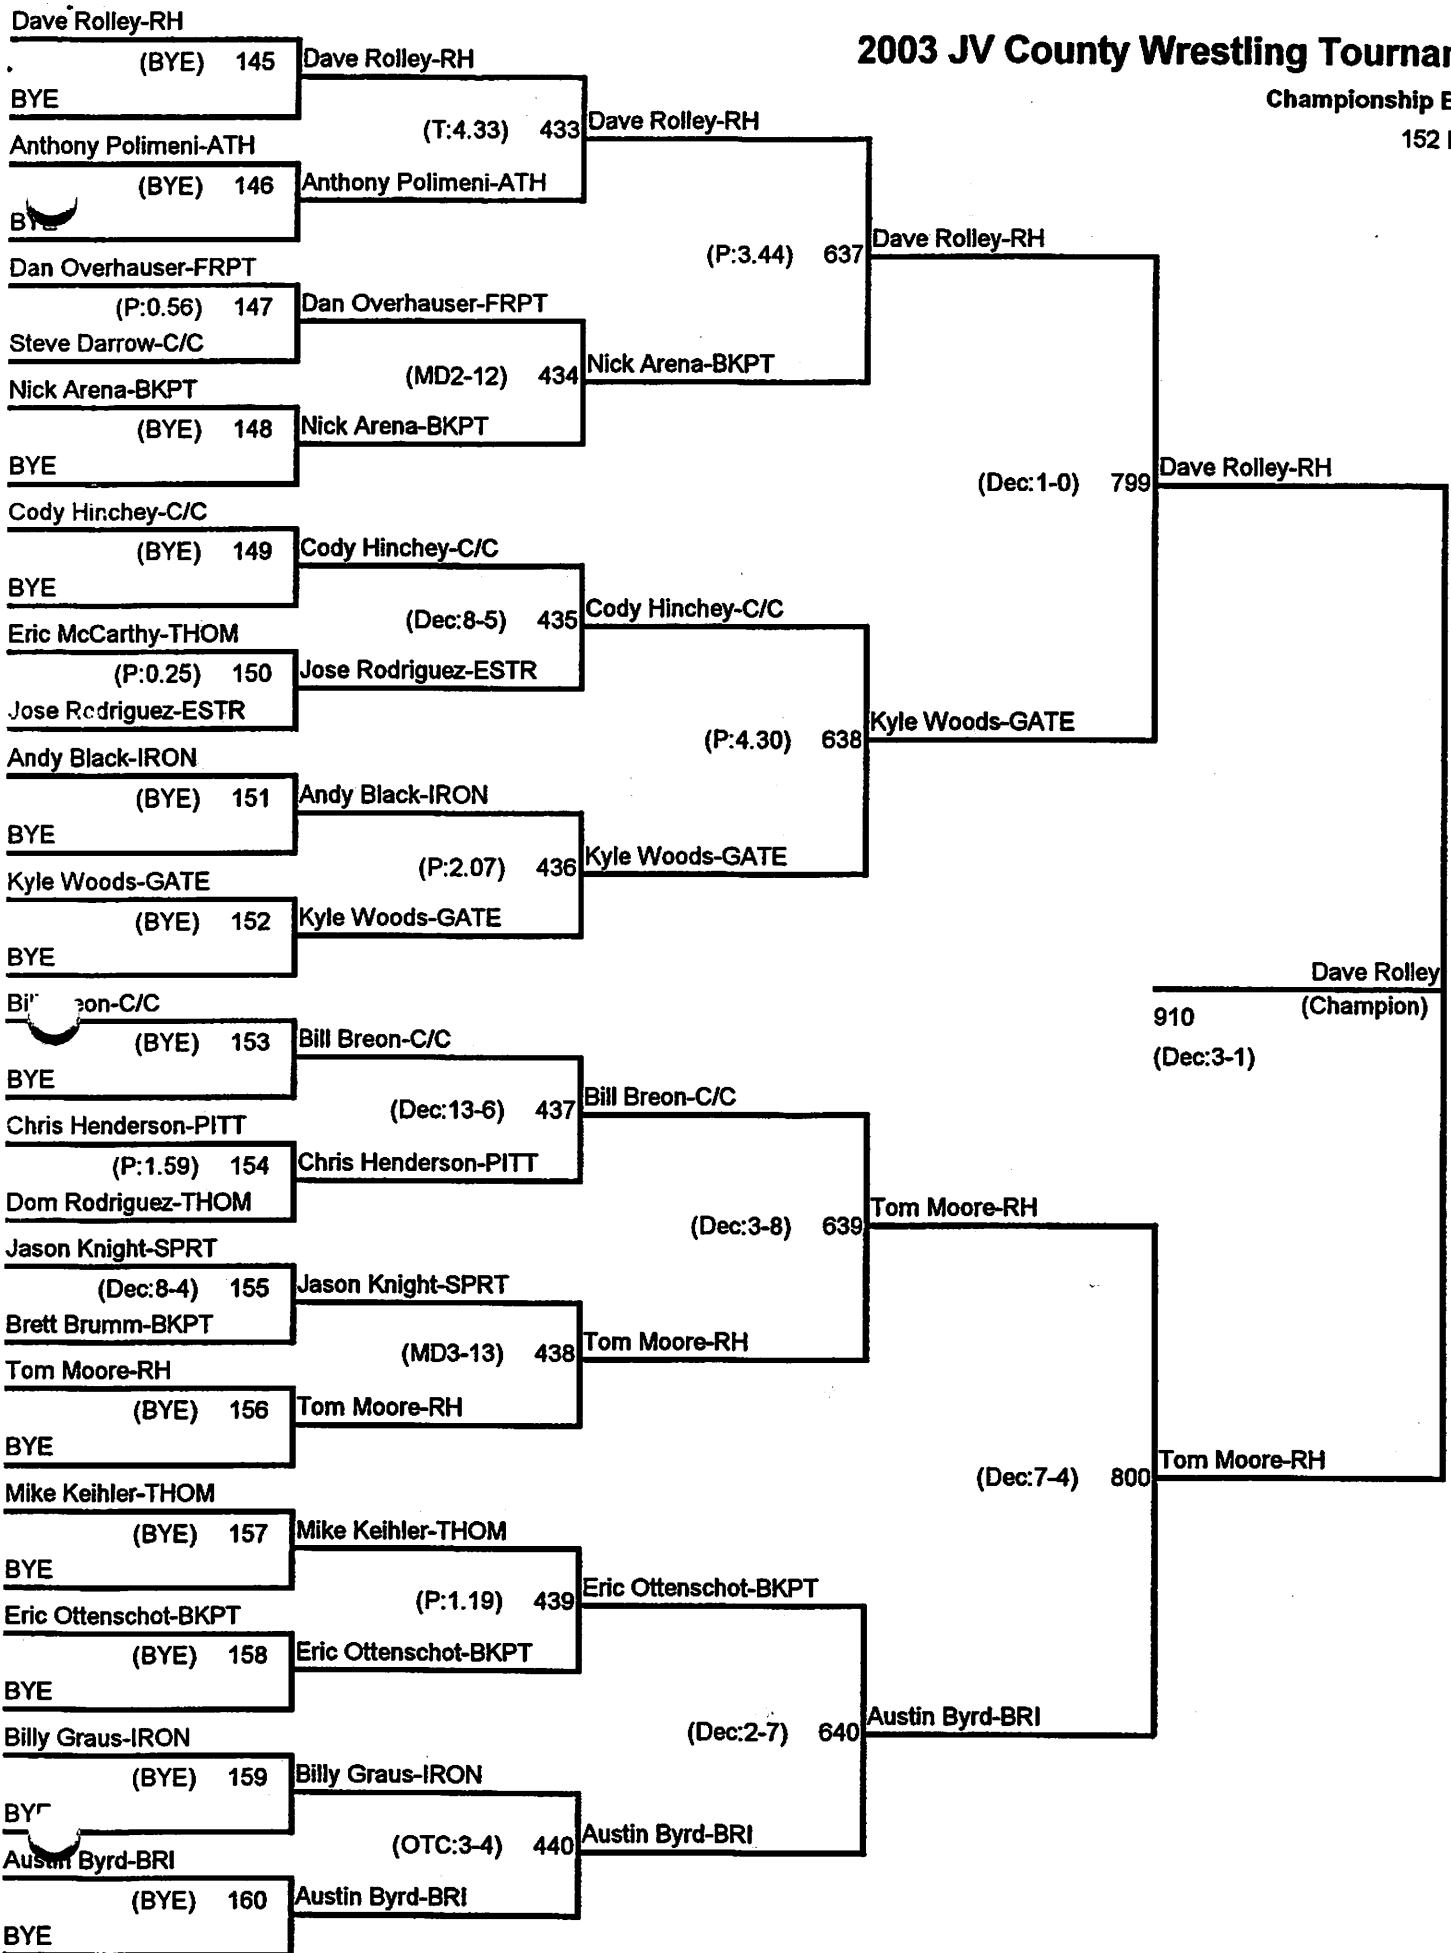 2003 JV County Wrestling Tournar
Championship B
152
Dave Rolley-RH
(BYE) 145
BYE
Anthony Polimeni-ATH
(BYE) 146
Dan Overhauser-FRPT
(P:0.56) 147
Steve Darrow-C/C
Nick Arena-BKPT
(BYE) 148
BYE
Cody Hinchey-C/C
(BYE) 149
BYE
Eric McCarthy-THOM
(P:0.25) 150
Jose Rodriguez-ESTR
Andy Black-IRON
(BYE) 151
BYE
Kyle Woods-GATE
(BYE) 152
BYE
Bill Breon-C/C
(BYE) 153
BYE
Chris Henderson-PITT
(P:1.59) 154
Dom Rodriguez-THOM
Jason Knight-SPRT
(Dec:8-4) 155
Brett Brumm-BKPT
Tom Moore-RH
(BYE) 156
BYE
Mike Keihler-THOM
(BYE) 157
BYE
Eric Ottenschot-BKPT
(BYE) 158
BYE
Billy Graus-IRON
(BYE) 159
BYE
Austin Byrd-BRI
(BYE) 160
BYE
Dave Rolley-RH
(T:4.33) 433
Anthony Polimeni-ATH
Dan Overhauser-FRPT
(MD2-12) 434
Nick Arena-BKPT
Cody Hinchey-C/C
(Dec:8-5) 435
Jose Rodriguez-ESTR
Andy Black-IRON
(P:2.07) 436
Kyle Woods-GATE
Bill Breon-C/C
(Dec:13-6) 437
Chris Henderson-PITT
Jason Knight-SPRT
(MD3-13) 438
Tom Moore-RH
Mike Keihler-THOM
(P:1.19) 439
Eric Ottenschot-BKPT
Billy Graus-IRON
(OTC:3-4) 440
Austin Byrd-BRI
Dave Rolley-RH
(P:3.44) 637
Nick Arena-BKPT
Cody Hinchey-C/C
(P:4.30) 638
Kyle Woods-GATE
Bill Breon-C/C
(Dec:3-8) 639
Tom Moore-RH
Eric Ottenschot-BKPT
(Dec:2-7) 640
Austin Byrd-BRI
Dave Rolley-RH
(Dec:1-0) 799
Kyle Woods-GATE
Tom Moore-RH
(Dec:7-4) 800
Austin Byrd-BRI
Dave Rolley-RH
Dave Rolley
(Champion)
910
(Dec:3-1)
Tom Moore-RH